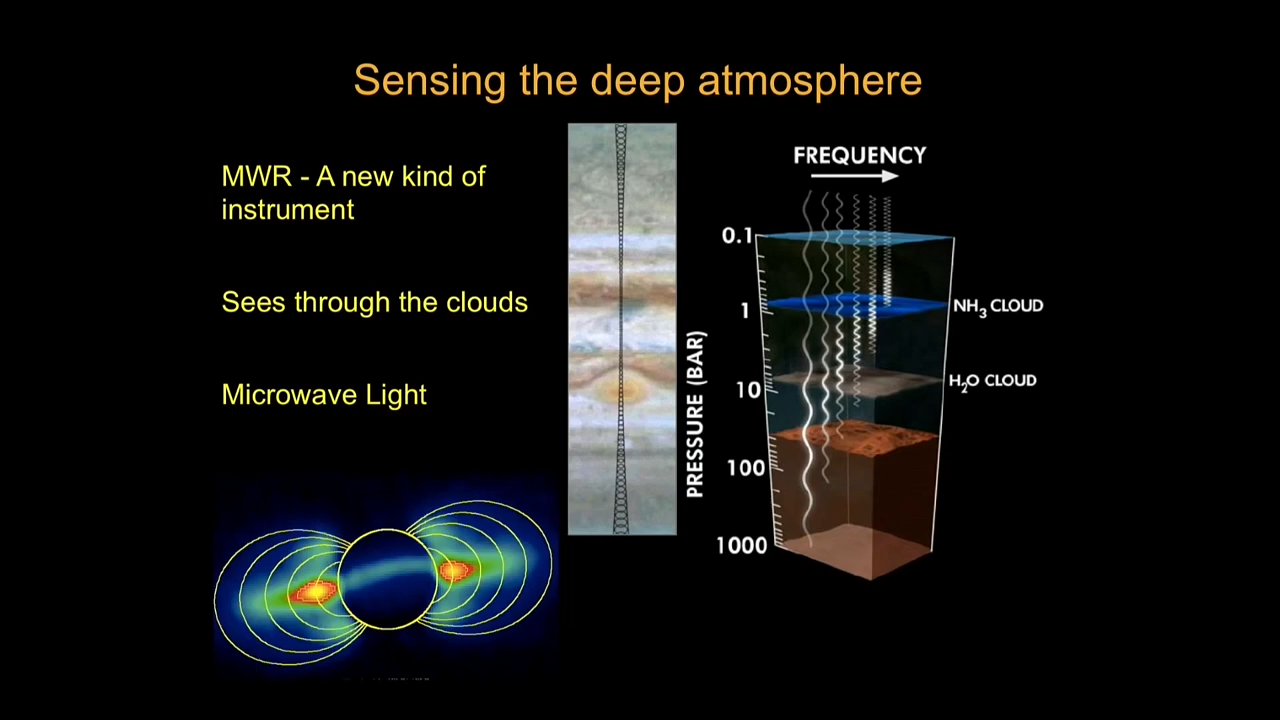 Sensing the deep atmosphere
MWR - A new kind of
instrument
Sees through the clouds
Microwave Light
FREQUENCY
PRESSURE (BAR)
0.1
1
10
100
1000
NH3 CLOUD
H2O CLOUD